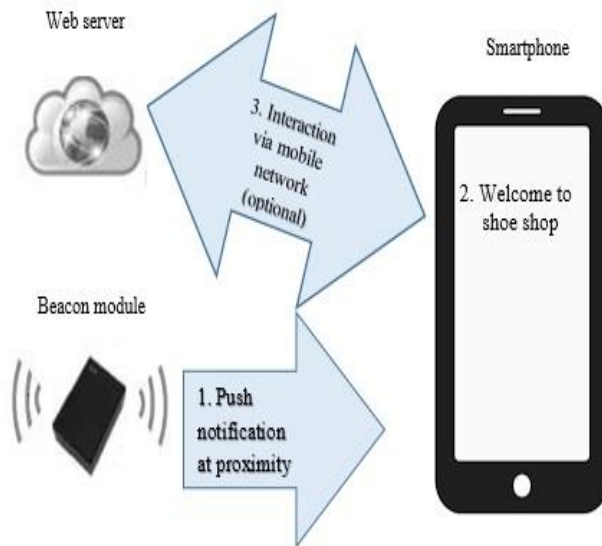 Web server
Smartphone
3. Interaction
via mobile
network
(optional)
2. Welcome to
shoe shop
Beacon module
1. Push
notification
at proximity